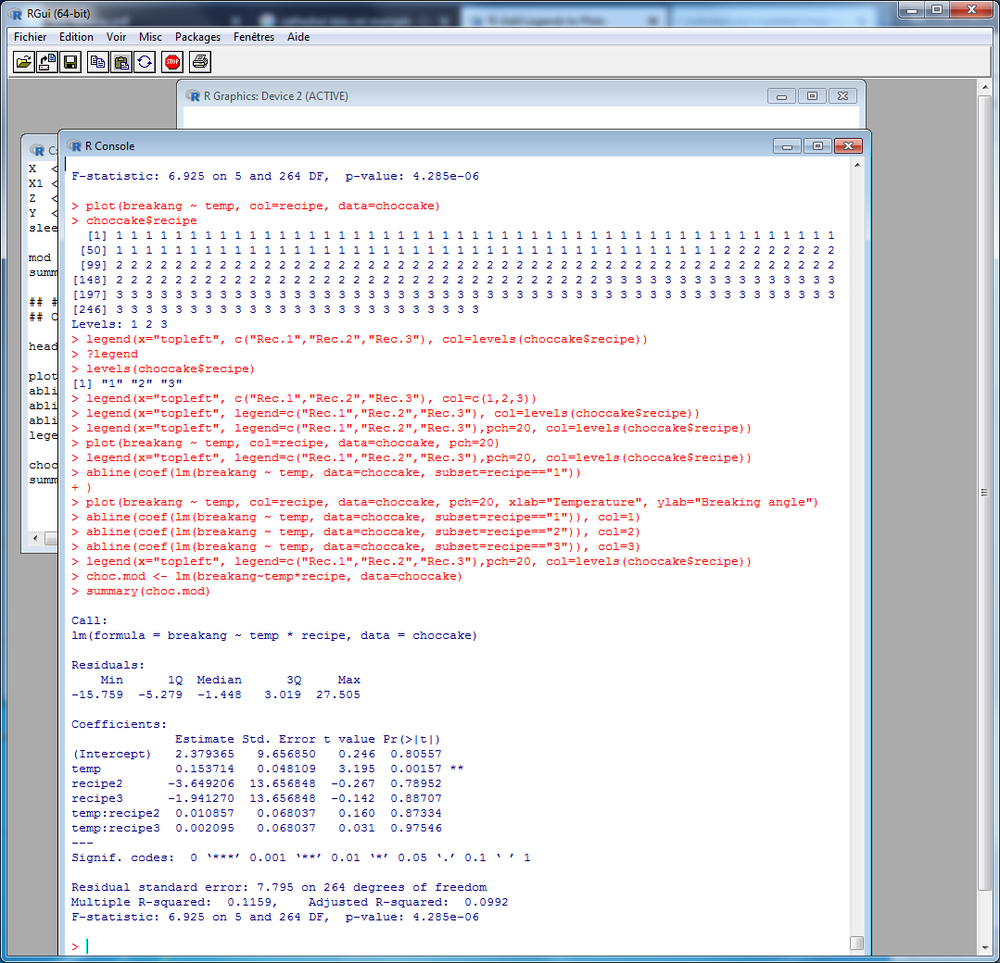 RGui (64-bit)
Fichier Edition Voir Misc Packages Fenêtres Aide
STOP
R Graphics: Device 2 (ACTIVE)
X <
X1 <
Z <
Y <
slee
mod
summ
## #
## C
head
plot
abli
abli
abli
lege
choc
summ
R Console
F-statistic: 6.925 on 5 and 264 DF,  p-value: 4.285e-06
> plot(breakang ~ temp, col=recipe, data=choccake)
> choccake$recipe
  [1] 1 1 1 1 1 1 1 1 1 1 1 1 1 1 1 1 1 1 1 1 1 1 1 1 1 1 1 1 1 1 1 1 1 1 1 1 1 1 1 1 1 1 1 1 1 1 1 1 1
 [50] 1 1 1 1 1 1 1 1 1 1 1 1 1 1 1 1 1 1 1 1 1 1 1 1 1 1 1 1 1 1 1 1 1 1 1 1 1 1 1 1 1 2 2 2 2 2 2 2 2
 [99] 2 2 2 2 2 2 2 2 2 2 2 2 2 2 2 2 2 2 2 2 2 2 2 2 2 2 2 2 2 2 2 2 2 2 2 2 2 2 2 2 2 2 2 2 2 2 2 2 2
[148] 2 2 2 2 2 2 2 2 2 2 2 2 2 2 2 2 2 2 2 2 2 2 2 2 2 2 2 2 2 2 2 2 2 3 3 3 3 3 3 3 3 3 3 3 3 3 3 3 3
[197] 3 3 3 3 3 3 3 3 3 3 3 3 3 3 3 3 3 3 3 3 3 3 3 3 3 3 3 3 3 3 3 3 3 3 3 3 3 3 3 3 3 3 3 3 3 3 3 3 3
[246] 3 3 3 3 3 3 3 3 3 3 3 3 3 3 3 3 3 3 3 3 3 3 3 3 3
Levels: 1 2 3
> legend(x="topleft", c("Rec.1","Rec.2","Rec.3"), col=levels(choccake$recipe))
> ?legend
> levels(choccake$recipe)
[1] "1" "2" "3"
> legend(x="topleft", c("Rec.1","Rec.2","Rec.3"), col=c(1,2,3))
> legend(x="topleft", legend=c("Rec.1","Rec.2","Rec.3"), col=levels(choccake$recipe))
> legend(x="topleft", legend=c("Rec.1","Rec.2","Rec.3"),pch=20, col=levels(choccake$recipe))
> plot(breakang ~ temp, col=recipe, data=choccake, pch=20)
> legend(x="topleft", legend=c("Rec.1","Rec.2","Rec.3"),pch=20, col=levels(choccake$recipe))
> abline(coef(lm(breakang ~ temp, data=choccake, subset=recipe=="1"))
+ )
> plot(breakang ~ temp, col=recipe, data=choccake, pch=20, xlab="Temperature", ylab="Breaking angle")
> abline(coef(lm(breakang ~ temp, data=choccake, subset=recipe=="1")), col=1)
> abline(coef(lm(breakang ~ temp, data=choccake, subset=recipe=="2")), col=2)
> abline(coef(lm(breakang ~ temp, data=choccake, subset=recipe=="3")), col=3)
> legend(x="topleft", legend=c("Rec.1","Rec.2","Rec.3"),pch=20, col=levels(choccake$recipe))
> choc.mod <- lm(breakang~temp*recipe, data=choccake)
> summary(choc.mod)
Call:
lm(formula = breakang ~ temp * recipe, data = choccake)
Residuals:
    Min      1Q  Median      3Q     Max
-15.759  -5.279  -1.448   3.019  27.505
Coefficients:
              Estimate Std. Error t value Pr(>|t|)
(Intercept)   2.379365   9.656850   0.246  0.80557
temp          0.153714   0.048109   3.195  0.00157 **
recipe2      -3.649206  13.656848  -0.267  0.78952
recipe3      -1.941270  13.656848  -0.142  0.88707
temp:recipe2  0.010857   0.068037   0.160  0.87334
temp:recipe3  0.002095   0.068037   0.031  0.97546
---
Signif. codes:  0 ‘***’ 0.001 ‘**’ 0.01 ‘*’ 0.05 ‘.’ 0.1 ‘ ’ 1
Residual standard error: 7.795 on 264 degrees of freedom
Multiple R-squared:  0.1159,    Adjusted R-squared:  0.0992
F-statistic: 6.925 on 5 and 264 DF,  p-value: 4.285e-06
>